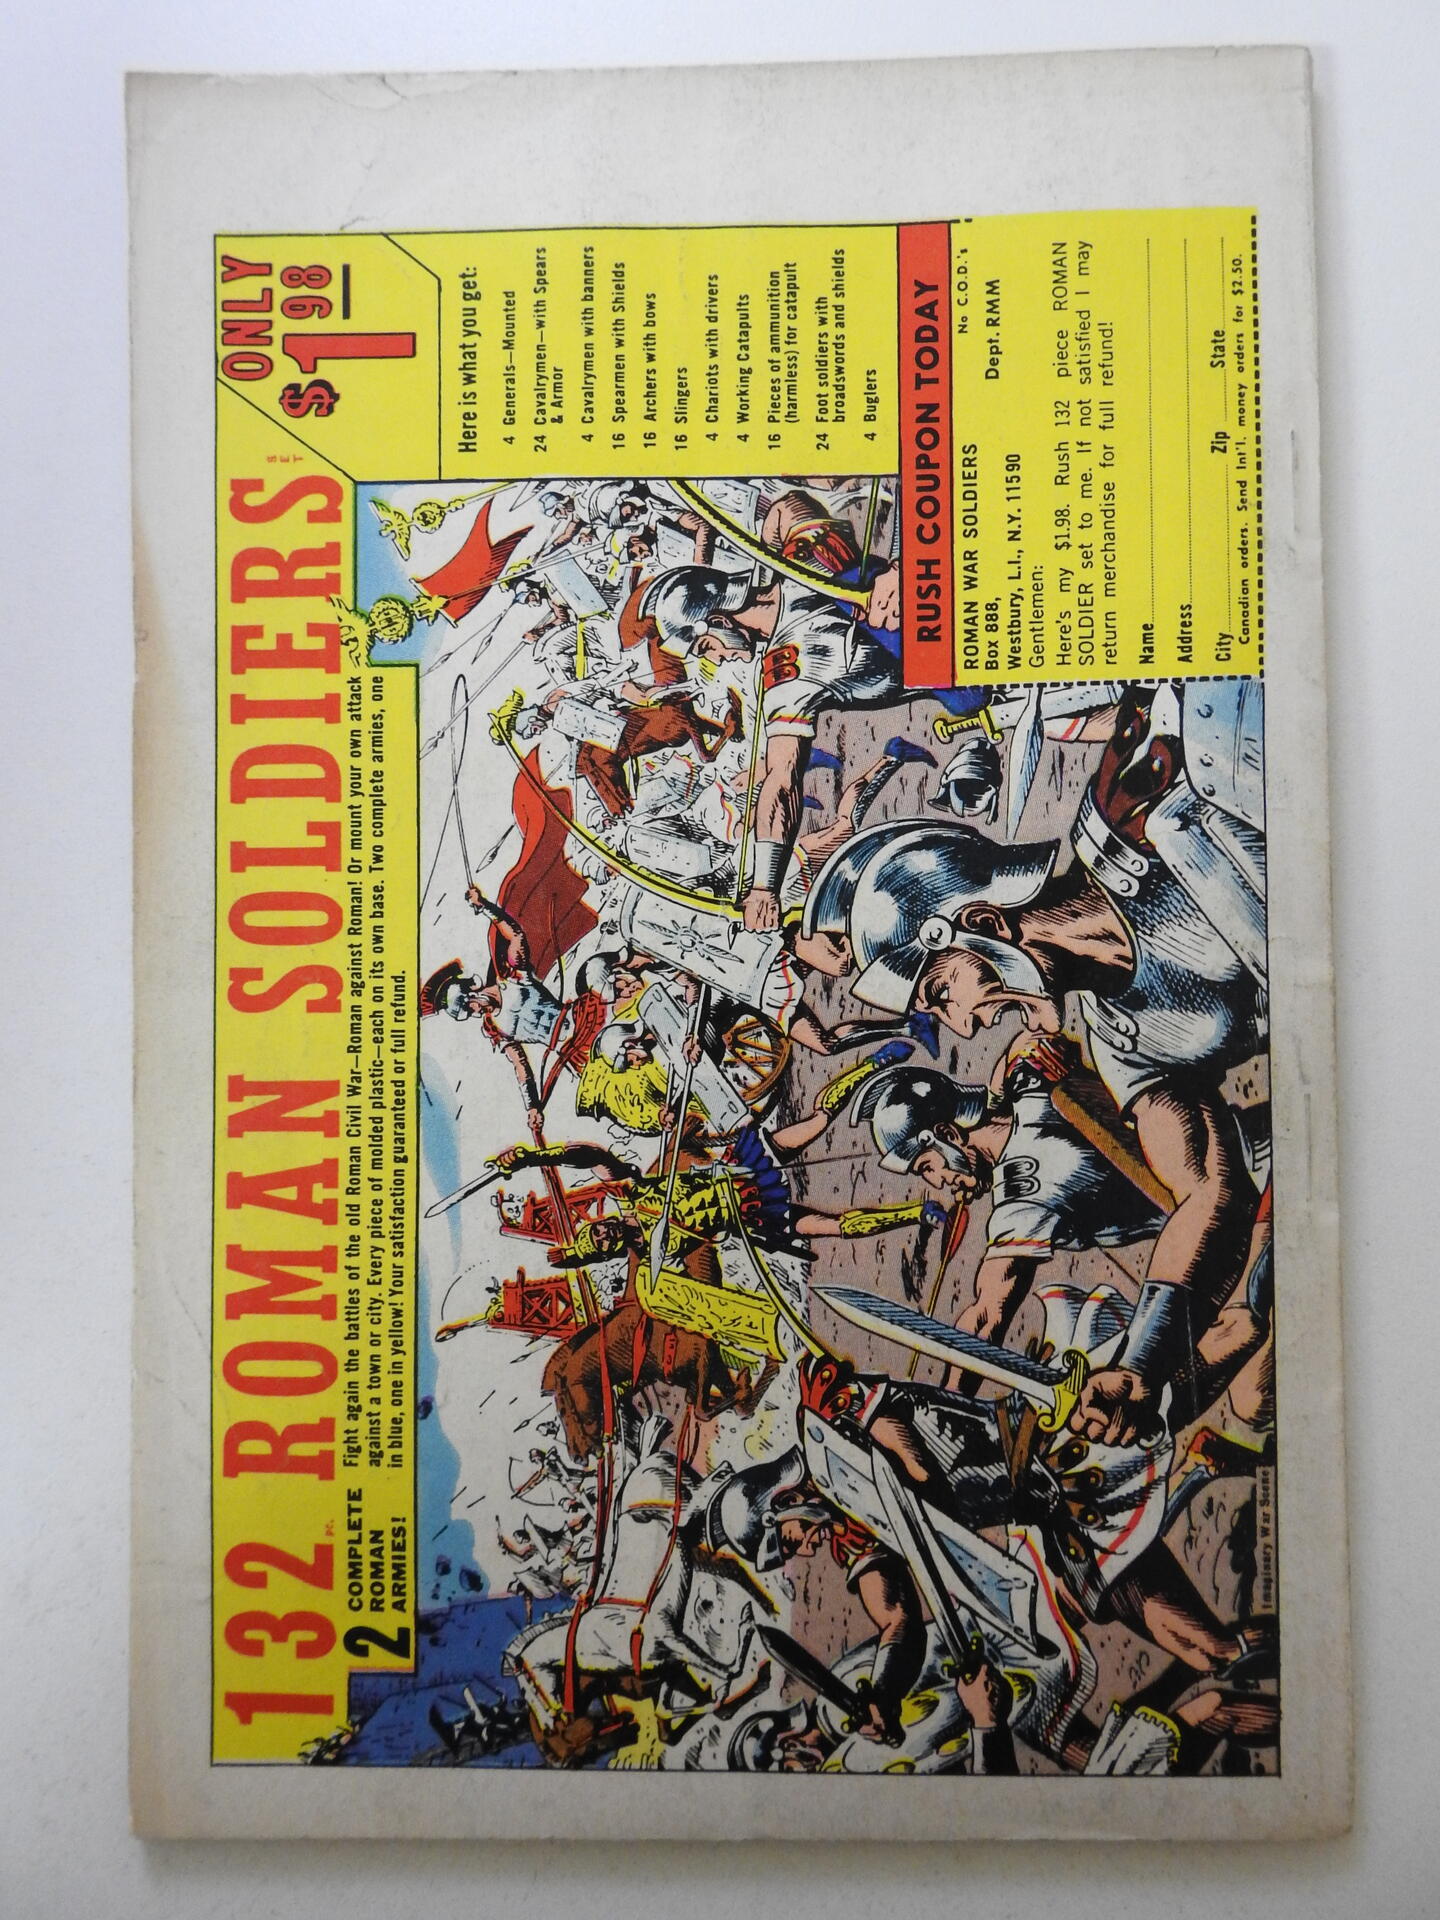 132 PC. ROMAN SOLDIERS SET
ONLY
$1 98
2 COMPLETE
ROMAN
ARMIES!
Fight again the battles of the old Roman Civil War—Roman against Roman! Or mount your own attack
against a town or city. Every piece of molded plastic—each on its own base. Two complete armies, one
in blue, one in yellow! Your satisfaction guaranteed or full refund.
Here is what you get:
4 Generals—Mounted
24 Cavalrymen—with Spears
& Armor
4 Cavalrymen with banners
16 Spearmen with Shields
16 Archers with bows
16 Slingers
4 Chariots with drivers
4 Working Catapults
16 Pieces of ammunition
(harmless) for catapult
24 Foot soldiers with
broadswords and shields
4 Buglers
RUSH COUPON TODAY
No C.O.D.'s
ROMAN WAR SOLDIERS
Box 888, Dept. RMM
Westbury, L.I., N.Y. 11590
Gentlemen:
Here's my $1.98. Rush 132 piece ROMAN
SOLDIER set to me. If not satisfied I may
return merchandise for full refund!
Name
Address
City Zip State
Canadian orders. Send Int'l. money orders for $2.50.
Imaginary War Scene